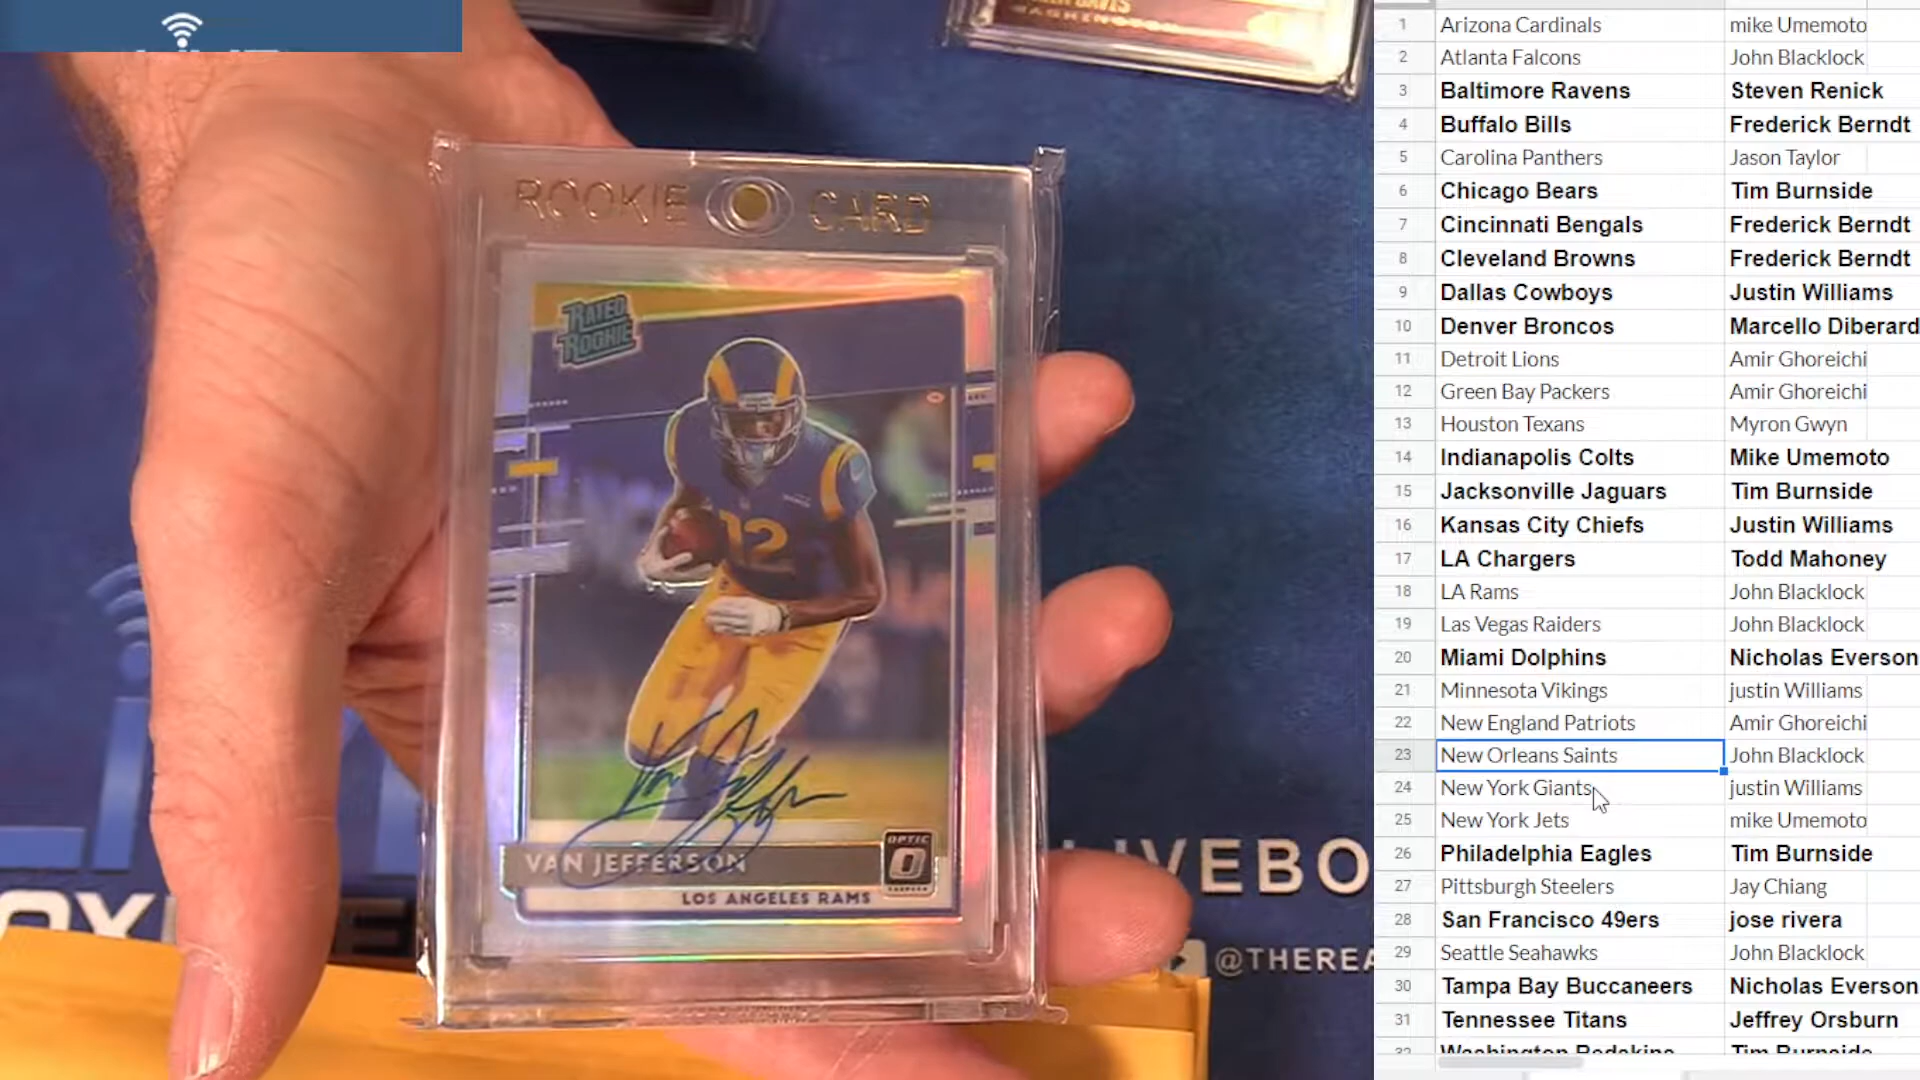 ROOKIE CARD
RATED
ROOKIE
12
VAN JEFFERSON
OPTIC
LOS ANGELES RAMS
@THEREA
1 Arizona Cardinals mike Umemoto
2 Atlanta Falcons John Blacklock
3 Baltimore Ravens Steven Renick
4 Buffalo Bills Frederick Berndt
5 Carolina Panthers Jason Taylor
6 Chicago Bears Tim Burnside
7 Cincinnati Bengals Frederick Berndt
8 Cleveland Browns Frederick Berndt
9 Dallas Cowboys Justin Williams
10 Denver Broncos Marcello Diberard
11 Detroit Lions Amir Ghoreichi
12 Green Bay Packers Amir Ghoreichi
13 Houston Texans Myron Gwyn
14 Indianapolis Colts Mike Umemoto
15 Jacksonville Jaguars Tim Burnside
16 Kansas City Chiefs Justin Williams
17 LA Chargers Todd Mahoney
18 LA Rams John Blacklock
19 Las Vegas Raiders John Blacklock
20 Miami Dolphins Nicholas Everson
21 Minnesota Vikings justin Williams
22 New England Patriots Amir Ghoreichi
23 New Orleans Saints John Blacklock
24 New York Giants justin Williams
25 New York Jets mike Umemoto
26 Philadelphia Eagles Tim Burnside
27 Pittsburgh Steelers Jay Chiang
28 San Francisco 49ers jose rivera
29 Seattle Seahawks John Blacklock
30 Tampa Bay Buccaneers Nicholas Everson
31 Tennessee Titans Jeffrey Orsburn
32 Washington Redskins Tim Burnside